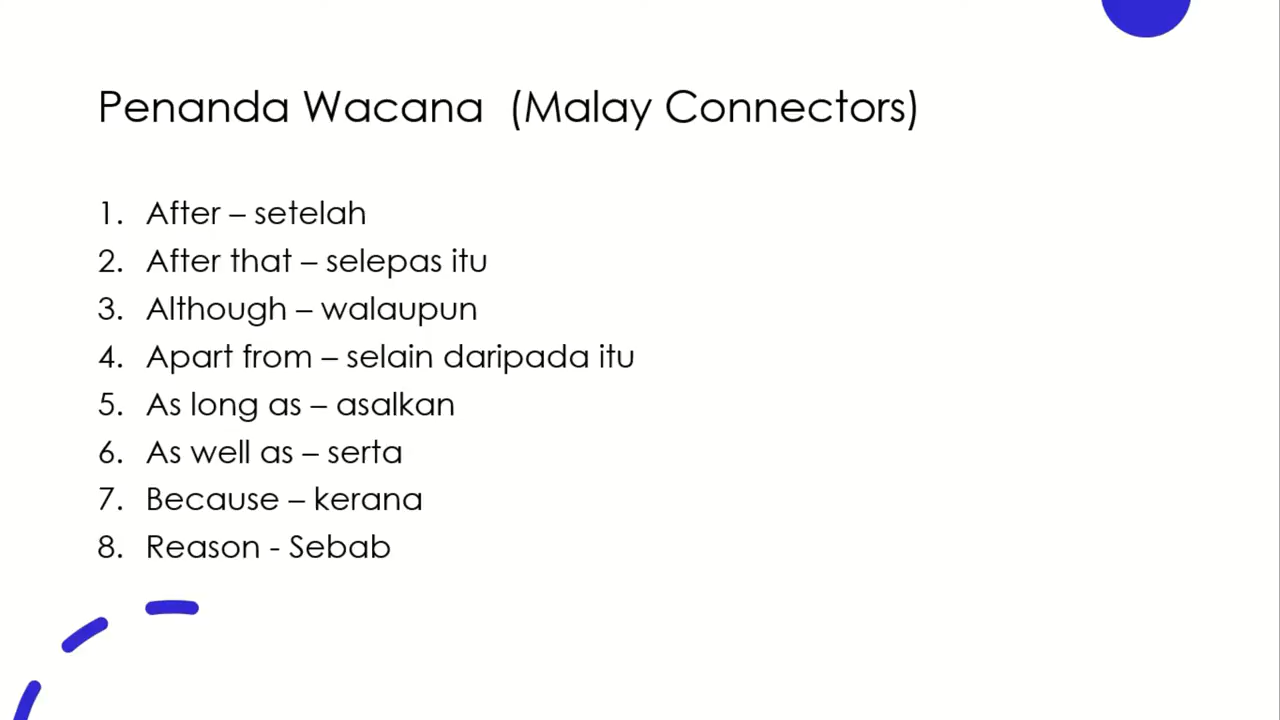 Penanda Wacana (Malay Connectors)
1. After – setelah
2. After that – selepas itu
3. Although – walaupun
4. Apart from – selain daripada itu
5. As long as – asalkan
6. As well as – serta
7. Because – kerana
8. Reason - Sebab